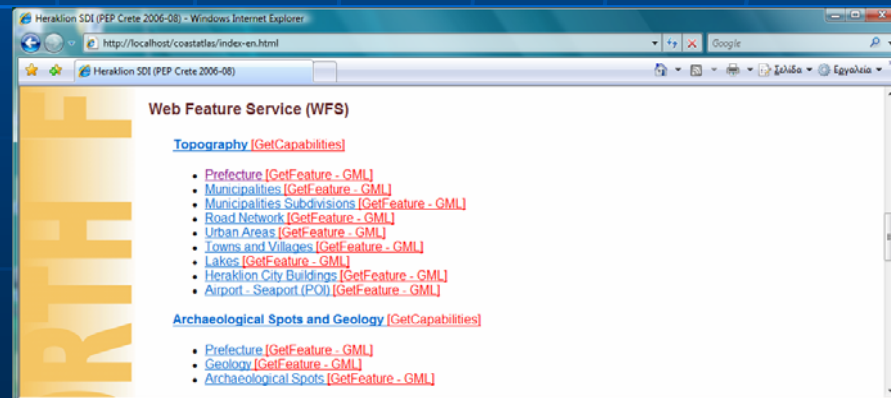 Heraklion SDI (PEP Crete 2006-08) - Windows Internet Explorer
http://localhost/coastatlas/index-en.html
Google
Heraklion SDI (PEP Crete 2006-08)
Σελίδα
Εργαλεία
Web Feature Service (WFS)
Topography [GetCapabilities]
Prefecture [GetFeature - GML]
Municipalities [GetFeature - GML]
Municipalities Subdivisions [GetFeature - GML]
Road Network [GetFeature - GML]
Urban Areas [GetFeature - GML]
Towns and Villages [GetFeature - GML]
Lakes [GetFeature - GML]
Heraklion City Buildings [GetFeature - GML]
Airport - Seaport (POI) [GetFeature - GML]
Archaeological Spots and Geology [GetCapabilities]
Prefecture [GetFeature - GML]
Geology [GetFeature - GML]
Archaeological Spots [GetFeature - GML]
ORTH F